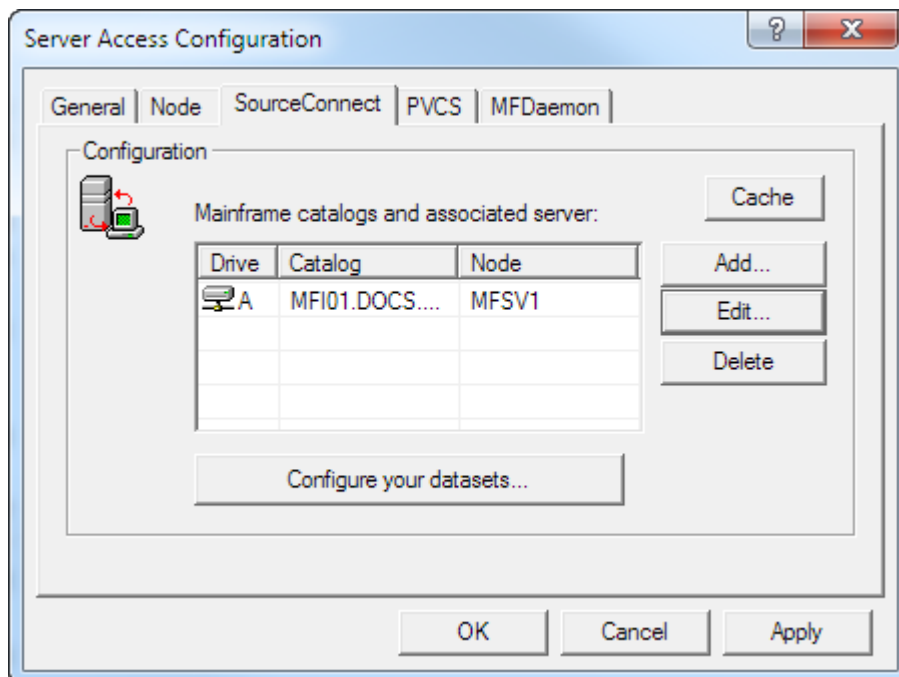 Server Access Configuration
General Node SourceConnect PVCS MFDaemon
Configuration
Cache
Mainframe catalogs and associated server:
Drive Catalog Node
Add...
A MFI01.DOCS.... MFSV1
Edit...
Delete
Configure your datasets...
OK Cancel Apply